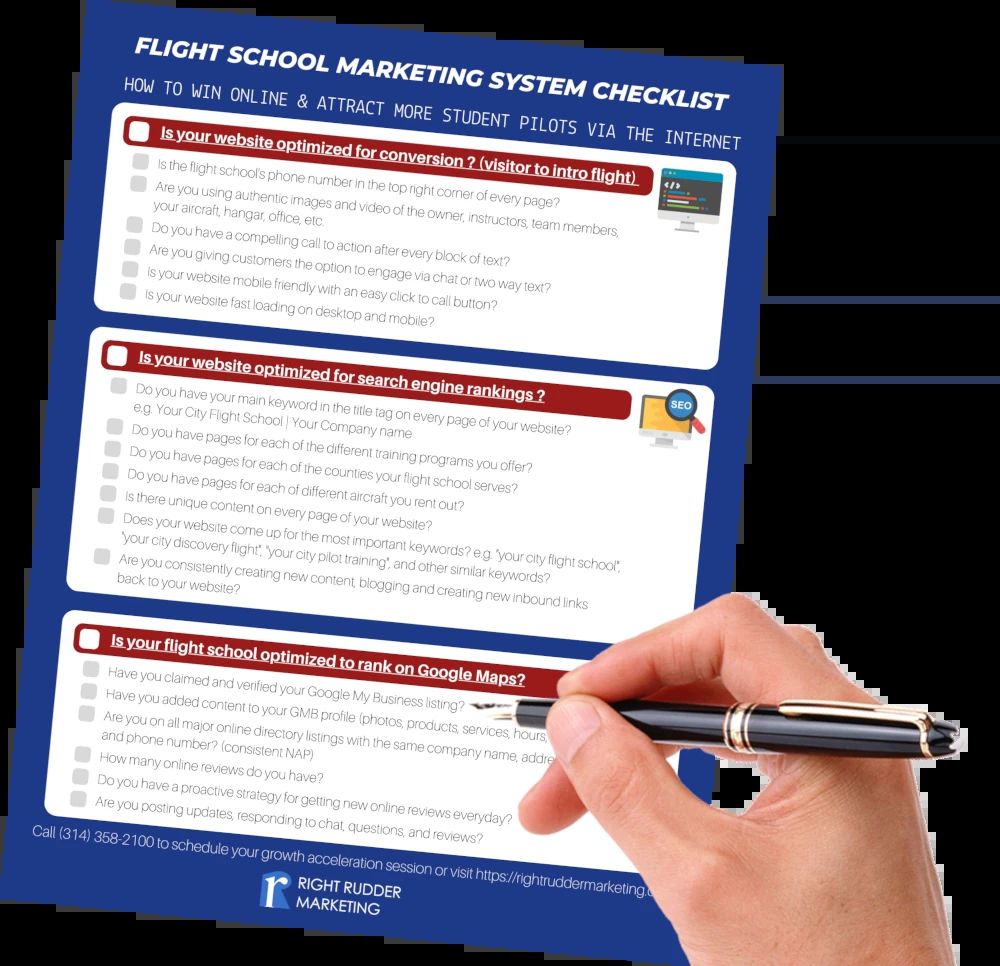 FLIGHT SCHOOL MARKETING SYSTEM CHECKLIST
HOW TO WIN ONLINE & ATTRACT MORE STUDENT PILOTS VIA THE INTERNET
Is your website optimized for conversion ? (visitor to intro flight)
Is the flight school's phone number in the top right corner of every page?
Are you using authentic images and video of the owner, instructors, team members,
your aircraft, hangar, office, etc.
Do you have a compelling call to action after every block of text?
Are you giving customers the option to engage via chat or two way text?
Is your website mobile friendly with an easy click to call button?
Is your website fast loading on desktop and mobile?
Is your website optimized for search engine rankings ?
SEO
Do you have your main keyword in the title tag on every page of your website?
e.g. Your City Flight School | Your Company name
Do you have pages for each of the different training programs you offer?
Do you have pages for each of the counties your flight school serves?
Do you have pages for each of different aircraft you rent out?
Is there unique content on every page of your website?
Does your website come up for the most important keywords? e.g. "your city flight school",
"your city discovery flight", "your city pilot training", and other similar keywords?
Are you consistently creating new content, blogging and creating new inbound links
back to your website?
Is your flight school optimized to rank on Google Maps?
Have you claimed and verified your Google My Business listing?
Have you added content to your GMB profile (photos, products, services, hours,
Are you on all major online directory listings with the same company name, addre
and phone number? (consistent NAP)
How many online reviews do you have?
Do you have a proactive strategy for getting new online reviews everyday?
Are you posting updates, responding to chat, questions, and reviews?
Call (314) 358-2100 to schedule your growth acceleration session or visit https://rightruddermarketing.c
RIGHT RUDDER
MARKETING